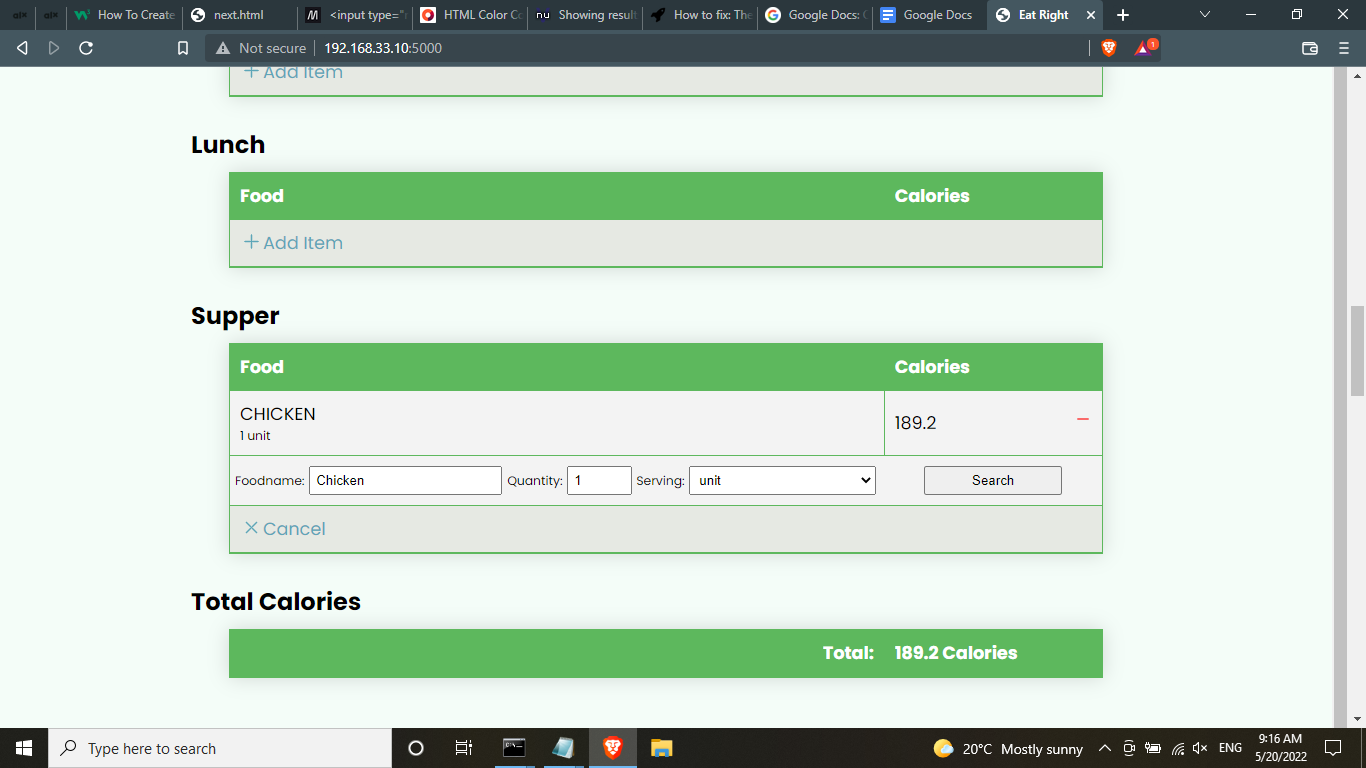 How To Create
next.html
<input type="r
HTML Color Co
nu Showing result
How to fix: The
Google Docs: O
Google Docs
Eat Right
Not secure 192.168.33.10:5000
1
+ Add Item
Lunch
Food Calories
+ Add Item
Supper
Food Calories
CHICKEN
1 unit
189.2
Foodname: Chicken Quantity: 1 Serving: unit Search
× Cancel
Total Calories
Total: 189.2 Calories
Type here to search
20°C Mostly sunny
ENG
9:16 AM
5/20/2022